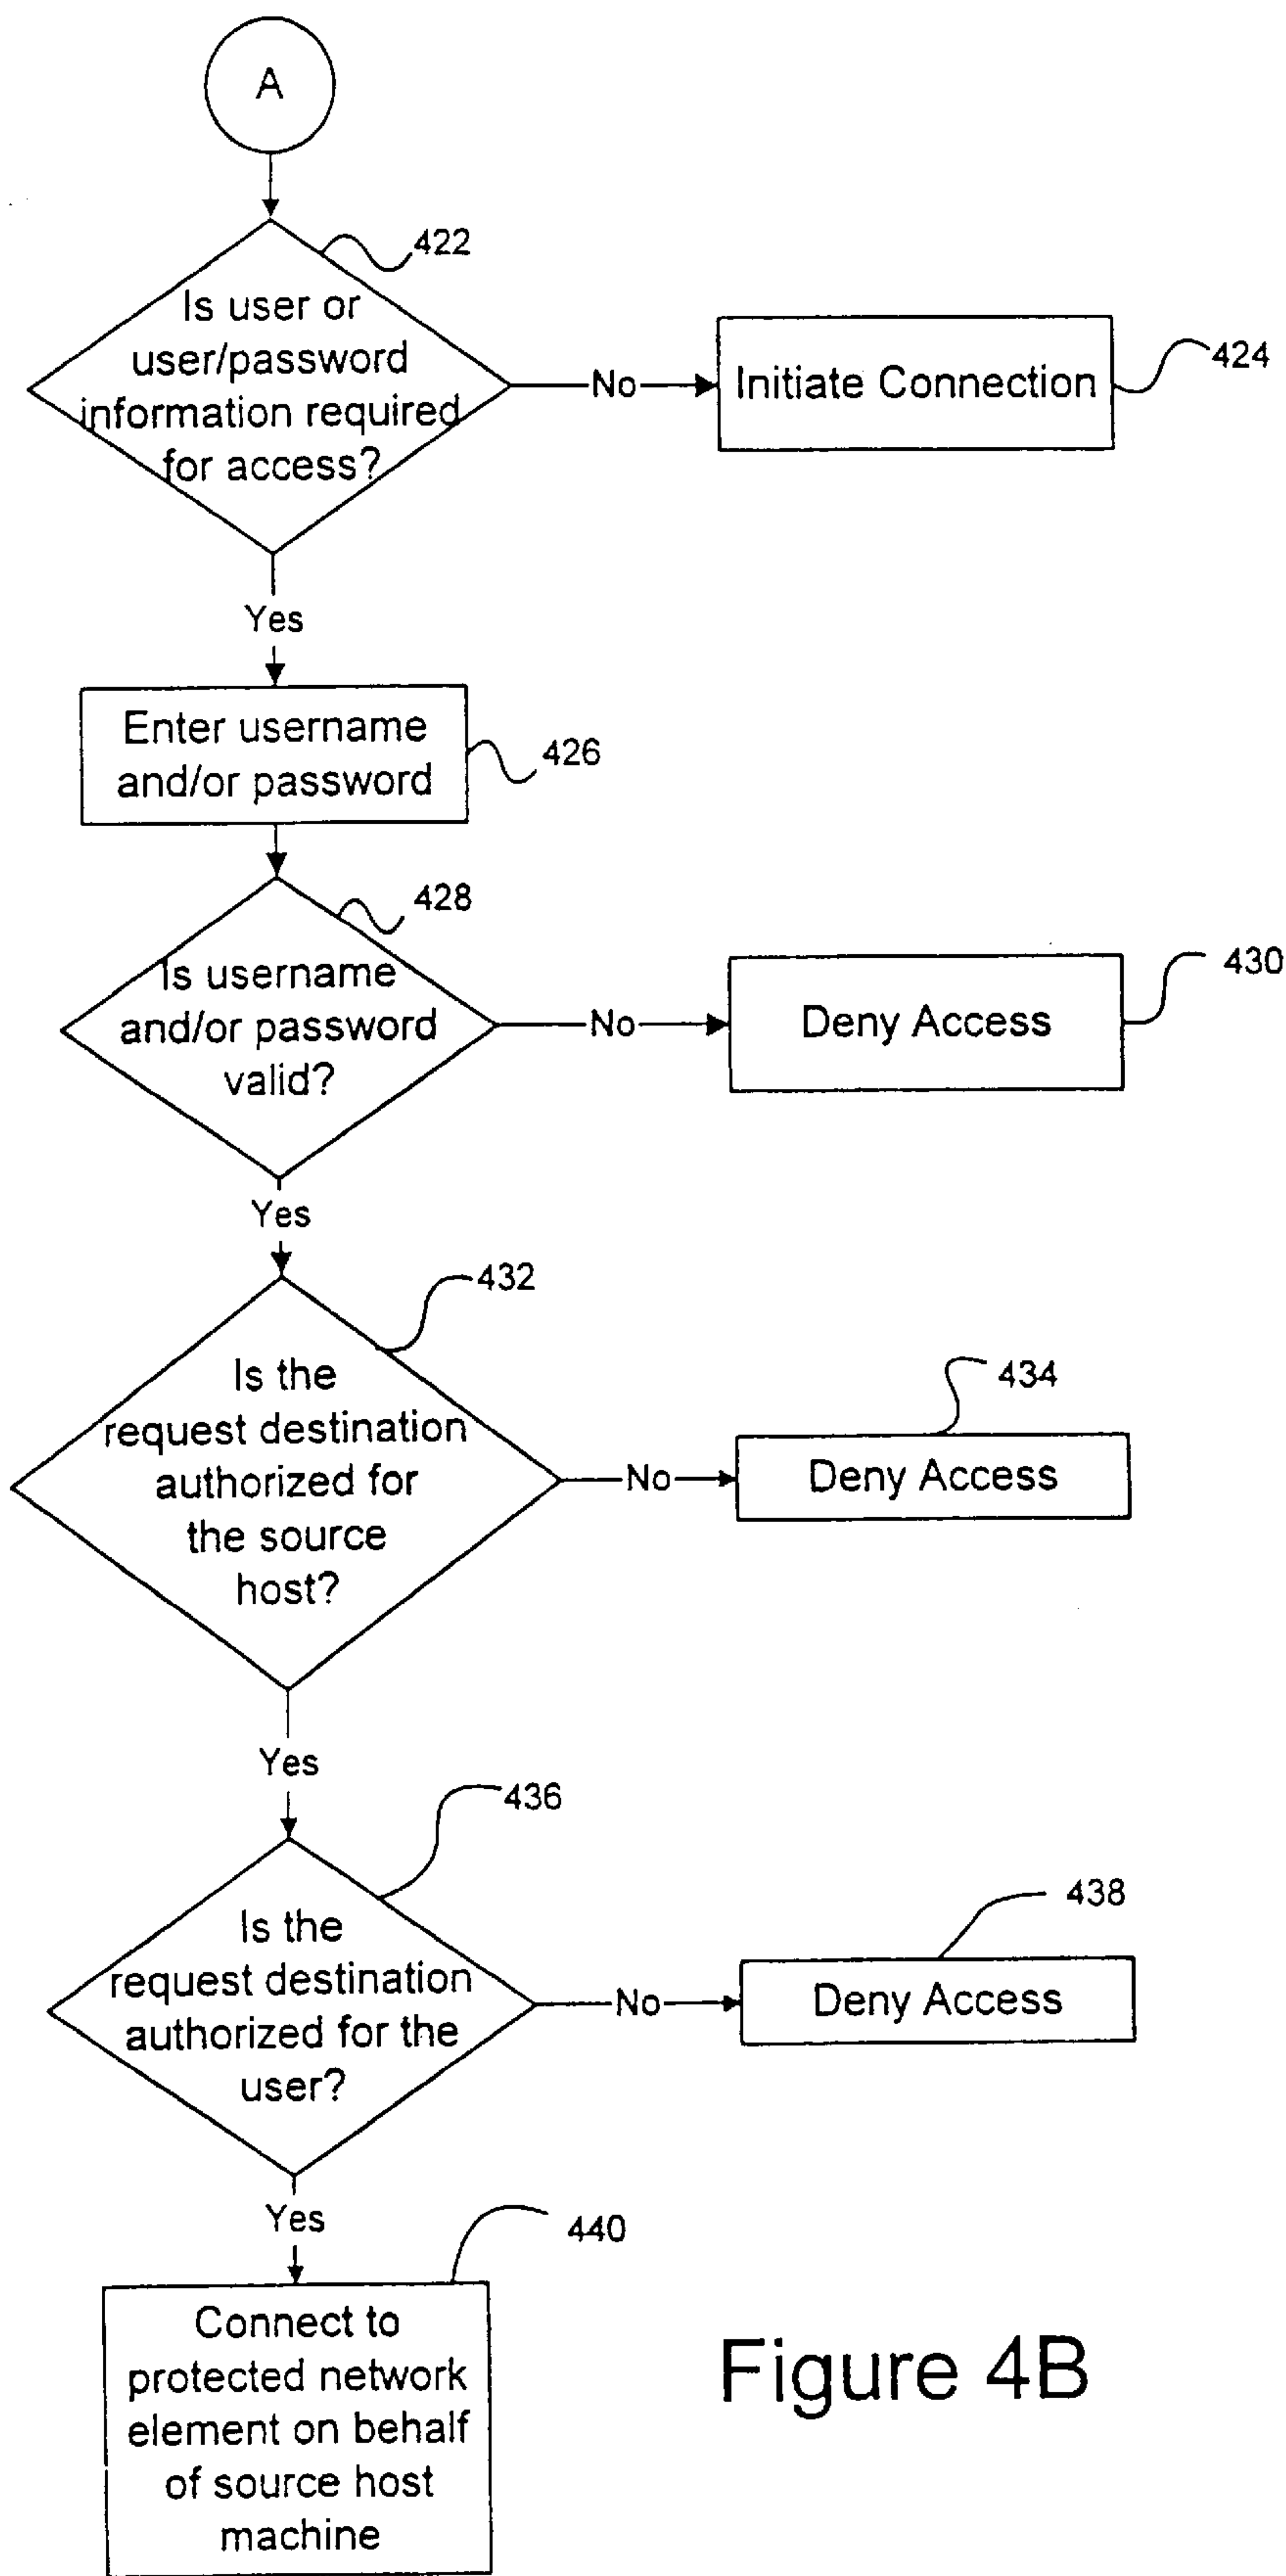 A
422
Is user or
user/password
information required
for access?
No
Initiate Connection
424
Yes
Enter username
and/or password
426
428
Is username
and/or password
valid?
No
Deny Access
430
Yes
432
Is the
request destination
authorized for
the source
host?
No
Deny Access
434
Yes
436
Is the
request destination
authorized for the
user?
No
Deny Access
438
Yes
440
Connect to
protected network
element on behalf
of source host
machine
Figure 4B